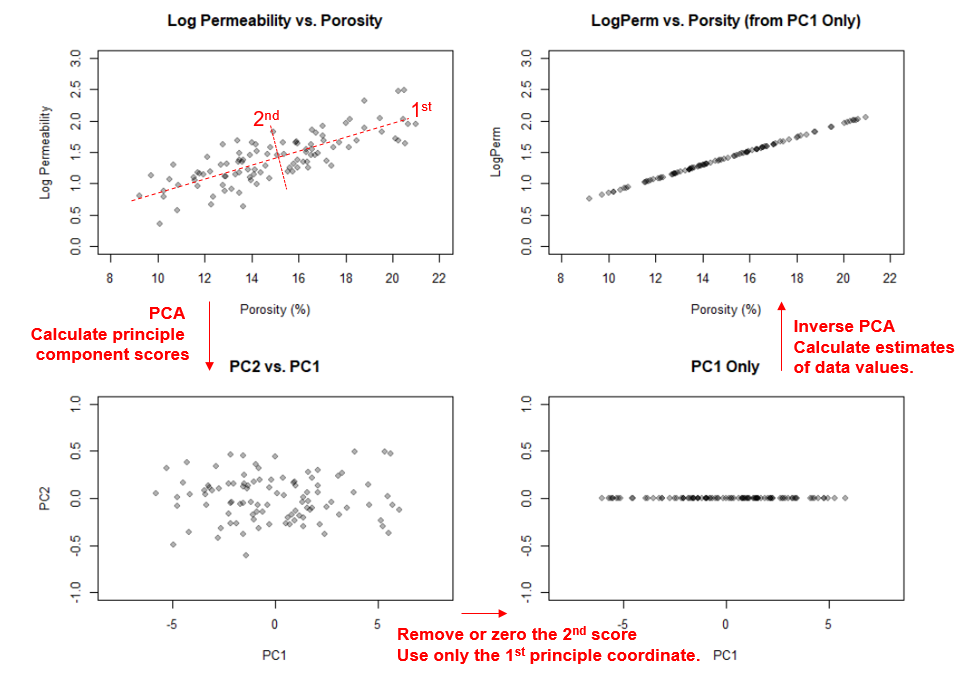 Log Permeability vs. Porosity
3.0
2.5
2.0
1.5
1.0
0.5
0.0
Log Permeability
2nd
1st
8 10 12 14 16 18 20 22
Porosity (%)
LogPerm vs. Porsity (from PC1 Only)
3.0
2.5
2.0
1.5
1.0
0.5
0.0
LogPerm
8 10 12 14 16 18 20 22
Porosity (%)
PCA
Calculate principle
component scores
Inverse PCA
Calculate estimates
of data values.
PC2 vs. PC1
1.0
0.5
0.0
-0.5
-1.0
PC2
-5 0 5
PC1
PC1 Only
1.0
0.5
0.0
-0.5
-1.0
-5 0 5
PC1
Remove or zero the 2nd score
Use only the 1st principle coordinate.